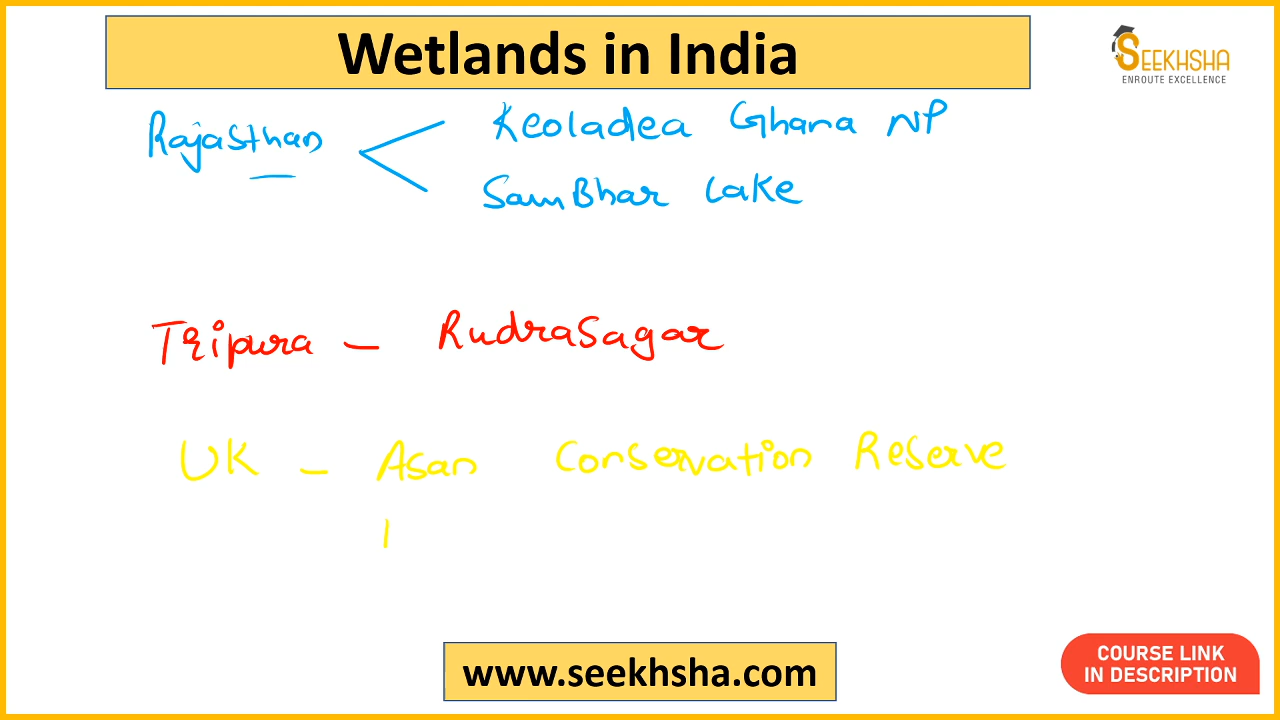 Wetlands in India
SEEKHSHA
ENROUTE EXCELLENCE
Rajasthan
Keoladea Ghana NP
SamBhar Lake
Tripura - RudraSagar
UK - Asan Conservation Reserve
www.seekhsha.com
COURSE LINK
IN DESCRIPTION